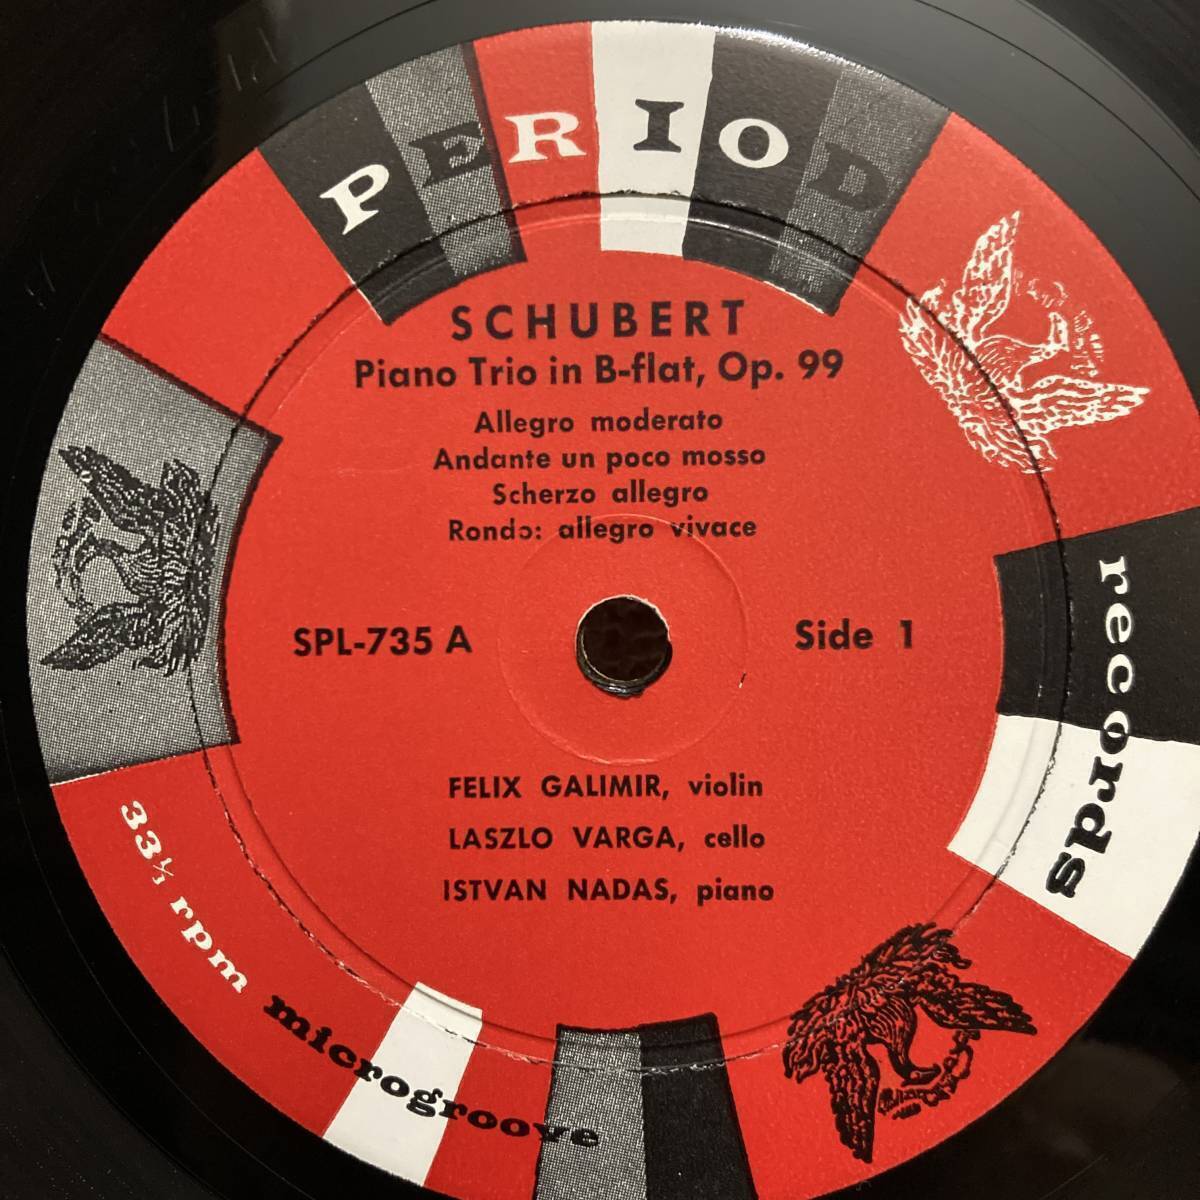 PERIOD
SCHUBERT
Piano Trio in B-flat, Op. 99
Allegro moderato
Andante un poco mosso
Scherzo allegro
Rondo: allegro vivace
SPL-735 A
Side 1
records
FELIX GALIMIR, violin
LASZLO VARGA, cello
ISTVAN NADAS, piano
33⅓ rpm microgroove